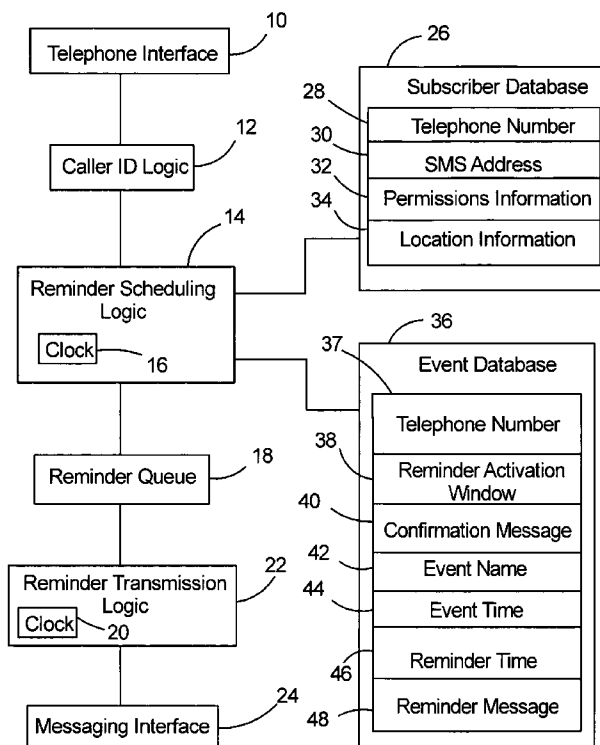 10
Telephone Interface
12
Caller ID Logic
14
Reminder Scheduling
Logic
Clock
16
18
Reminder Queue
22
Reminder Transmission
Logic
Clock
20
24
Messaging Interface
26
Subscriber Database
28
Telephone Number
30
SMS Address
32
Permissions Information
34
Location Information
36
Event Database
37
Telephone Number
38
Reminder Activation
Window
40
Confirmation Message
42
Event Name
44
Event Time
46
Reminder Time
48
Reminder Message